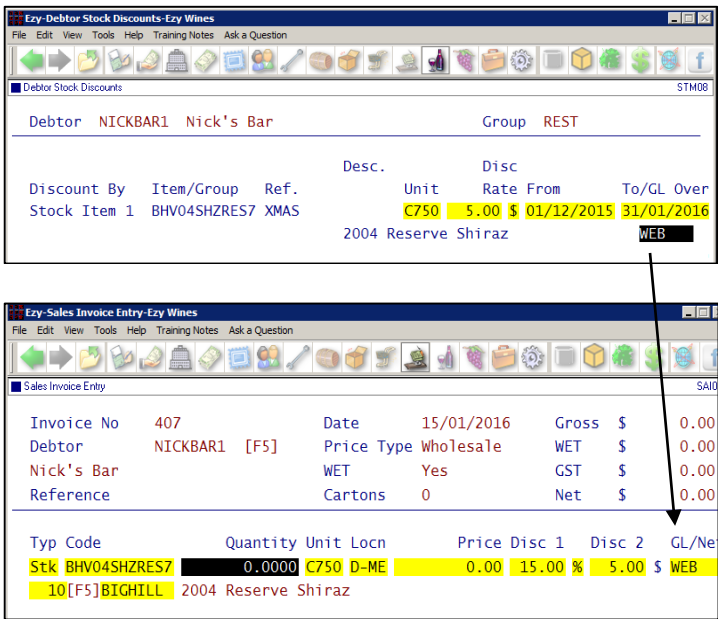 Ezy-Debtor Stock Discounts-Ezy Wines
File Edit View Tools Help Training Notes Ask a Question
Debtor Stock Discounts STM08
Debtor NICKBAR1 Nick's Bar Group REST
Desc. Disc
Discount By Item/Group Ref. Unit Rate From To/GL Over
Stock Item 1 BHV04SHZRES7 XMAS C750 5.00 $ 01/12/2015 31/01/2016
2004 Reserve Shiraz WEB
Ezy-Sales Invoice Entry-Ezy Wines
File Edit View Tools Help Training Notes Ask a Question
Sales Invoice Entry SAI0
Invoice No 407 Date 15/01/2016 Gross $ 0.00
Debtor NICKBAR1 [F5] Price Type Wholesale WET $ 0.00
Nick's Bar WET Yes GST $ 0.00
Reference Cartons 0 Net $ 0.00
Typ Code Quantity Unit Locn Price Disc 1 Disc 2 GL/Net
Stk BHV04SHZRES7 0.0000 C750 D-ME 0.00 15.00 % 5.00 $ WEB
10[F5]BIGHILL 2004 Reserve Shiraz